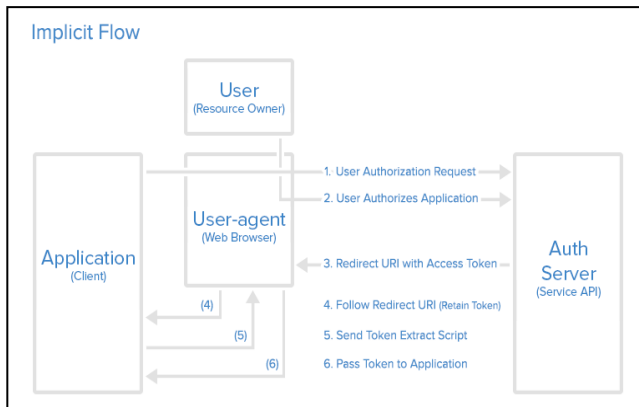 Implicit Flow
User
(Resource Owner)
1. User Authorization Request
2. User Authorizes Application
User-agent
(Web Browser)
Application
(Client)
Auth
Server
(Service API)
3. Redirect URI with Access Token
(4)
4. Follow Redirect URI (Retain Token)
(5)
5. Send Token Extract Script
(6)
6. Pass Token to Application